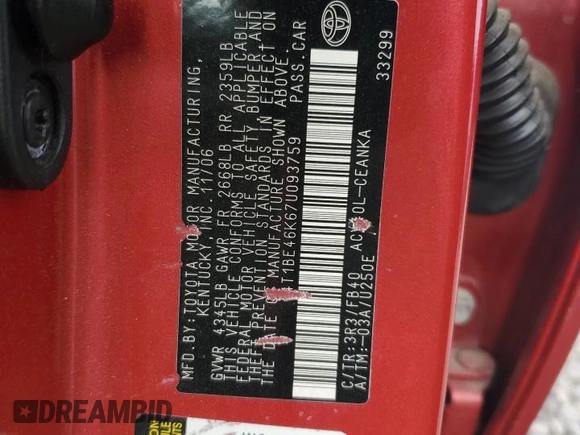 MFD.BY:TOYOTA MOTOR MANUFACTURING,
KENTUCKY, INC. 11/06
GVWR 4345LB GAWR FR 2668LB RR 2359LB
THIS VEHICLE CONFORMS TO ALL APPLICABLE
FEDERAL MOTOR VEHICLE SAFETY, BUMPER, AND
THEFT PREVENTION STANDARDS IN EFFECT ON
THE DATE MANUFACTURE SHOWN ABOVE.
4T1BE46K67U093759 PASS.CAR
C/TR:3R3/FB40
A/TM:-03A/U250E
33299
DREAMBID